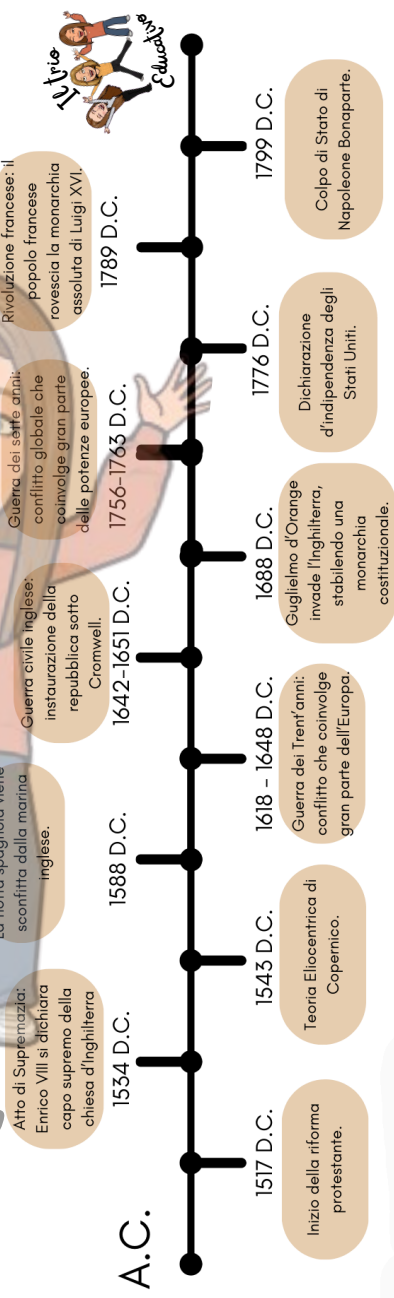 A.C.
1517 D.C.
Inizio della riforma
protestante.
Atto di Supremazia:
Enrico VIII si dichiara
capo supremo della
chiesa d'Inghilterra
1534 D.C.
1543 D.C.
Teoria Eliocentrica di
Copernico.
La flotta spagnola viene
sconfitta dalla marina
inglese.
1588 D.C.
1618 - 1648 D.C.
Guerra dei Trent'anni:
conflitto che coinvolge
gran parte dell'Europa.
Guerra civile inglese:
instaurazione della
repubblica sotto
Cromwell.
1642-1651 D.C.
1688 D.C.
Guglielmo d'Orange
invade l'Inghilterra,
stabilendo una
monarchia
costituzionale.
Guerra dei sette anni:
conflitto globale che
coinvolge gran parte
delle potenze europe.
1756-1763 D.C.
1776 D.C.
Dichiarazione
d'indipendenza degli
Stati Uniti.
Rivoluzione francese: il
popolo francese
rovescia la monarchia
assoluta di Luigi XVI.
1789 D.C.
1799 D.C.
Colpo di Stato di
Napoleone Bonaparte.
Il trio
Educativo